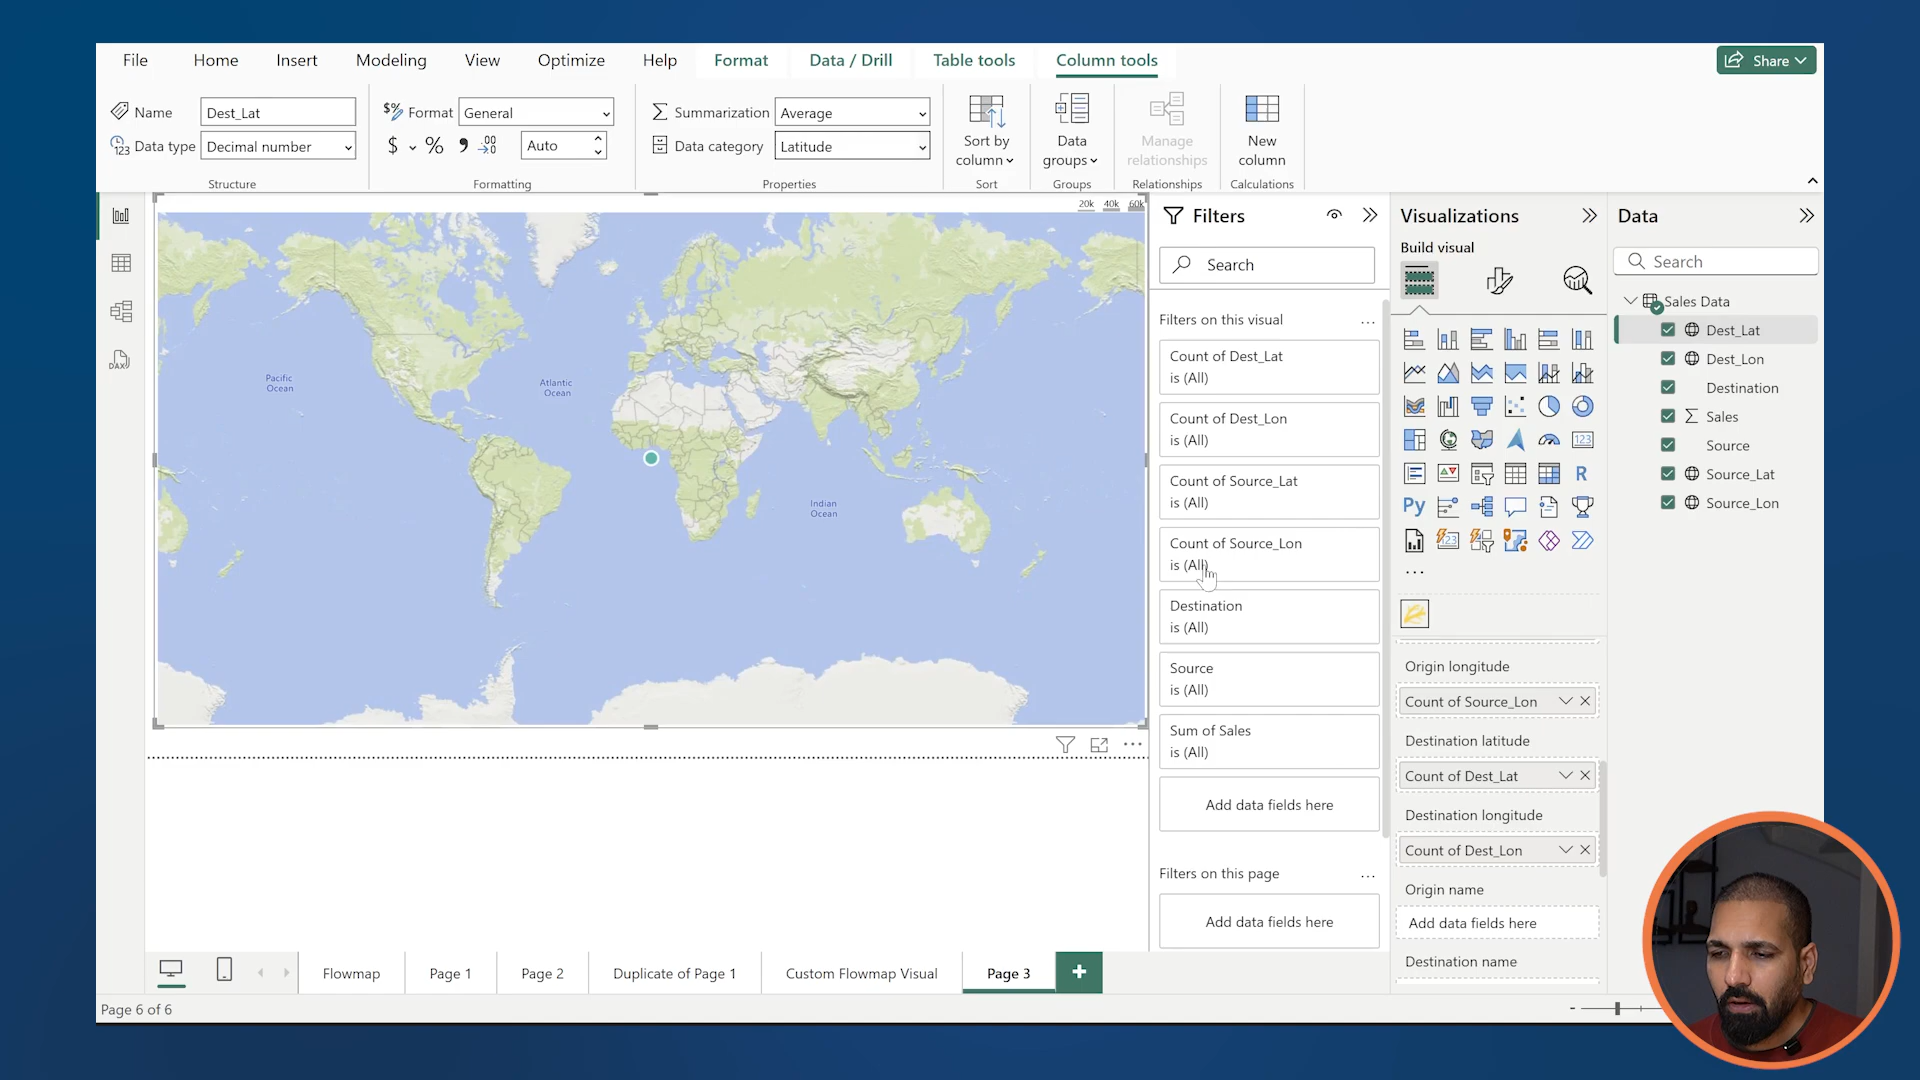 File Home Insert Modeling View Optimize Help Format Data / Drill Table tools Column tools Share
Name Dest_Lat
Data type Decimal number
Structure
Format General
$ % Auto
Formatting
Summarization Average
Data category Latitude
Properties
Sort by
column
Sort
Data
groups
Groups
Manage
relationships
Relationships
New
column
Calculations
20k 40k 60k
Pacific
Ocean
Atlantic
Ocean
Indian
Ocean
Filters
Search
Filters on this visual
Count of Dest_Lat
is (All)
Count of Dest_Lon
is (All)
Count of Source_Lat
is (All)
Count of Source_Lon
is (All)
Destination
is (All)
Source
is (All)
Sum of Sales
is (All)
Add data fields here
Filters on this page
Add data fields here
Visualizations
Build visual
123
R
Py
123
Origin longitude
Count of Source_Lon
Destination latitude
Count of Dest_Lat
Destination longitude
Count of Dest_Lon
Origin name
Add data fields here
Destination name
Data
Search
Sales Data
Dest_Lat
Dest_Lon
Destination
Sales
Source
Source_Lat
Source_Lon
DAX
Flowmap Page 1 Page 2 Duplicate of Page 1 Custom Flowmap Visual Page 3 +
Page 6 of 6